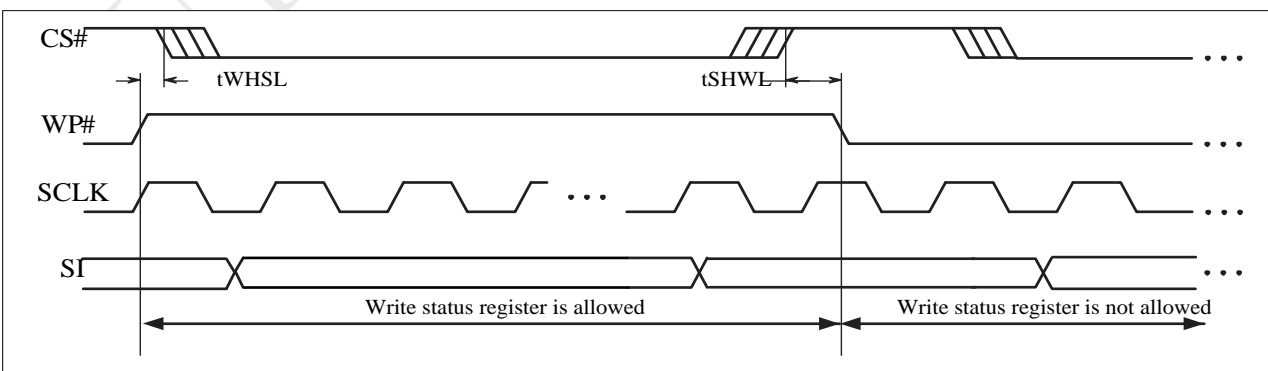 CS#
tWHSL
tSHWL
WP#
SCLK
SI
Write status register is allowed
Write status register is not allowed